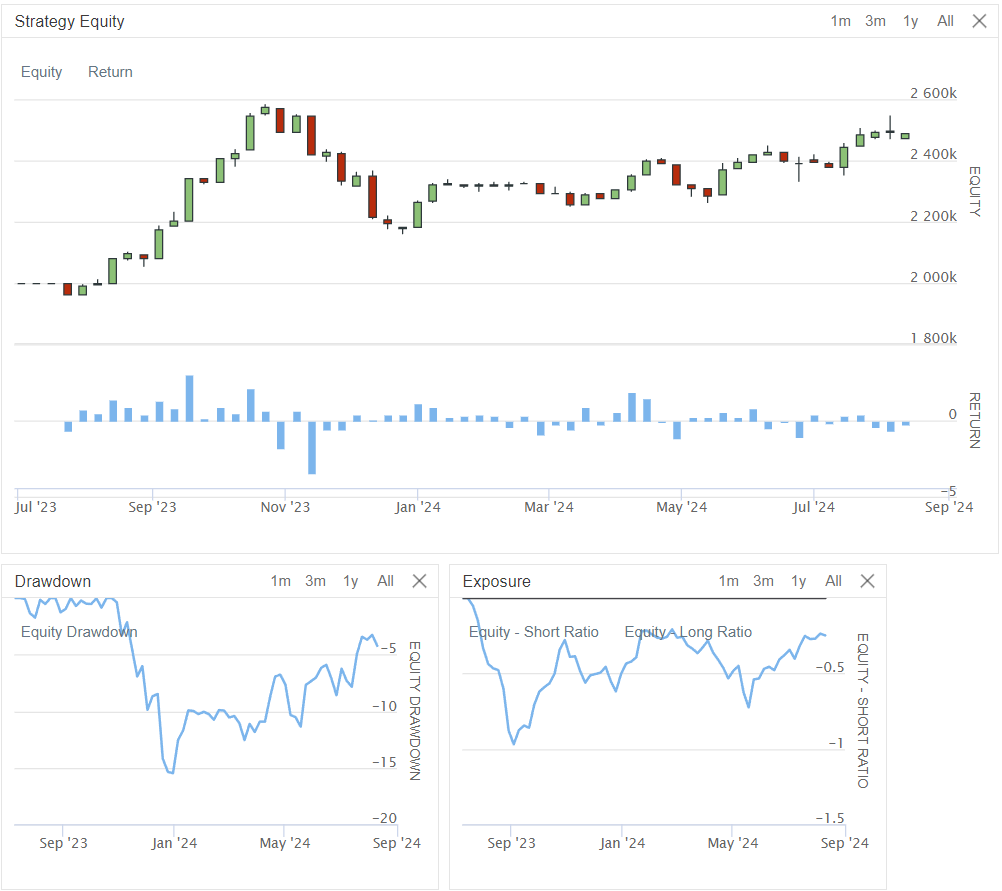 Strategy Equity 1m 3m 1y All
Equity Return
2 600k
2 400k
2 200k
2 000k
1 800k
EQUITY
0
−5
RETURN
Jul '23 Sep '23 Nov '23 Jan '24 Mar '24 May '24 Jul '24 Sep '24
Drawdown 1m 3m 1y All
Equity Drawdown
−5
−10
−15
−20
EQUITY DRAWDOWN
Sep '23 Jan '24 May '24 Sep '24
Exposure 1m 3m 1y All
Equity - Short Ratio Equity - Long Ratio
−0.5
−1
−1.5
EQUITY - SHORT RATIO
Sep '23 Jan '24 May '24 Sep '24